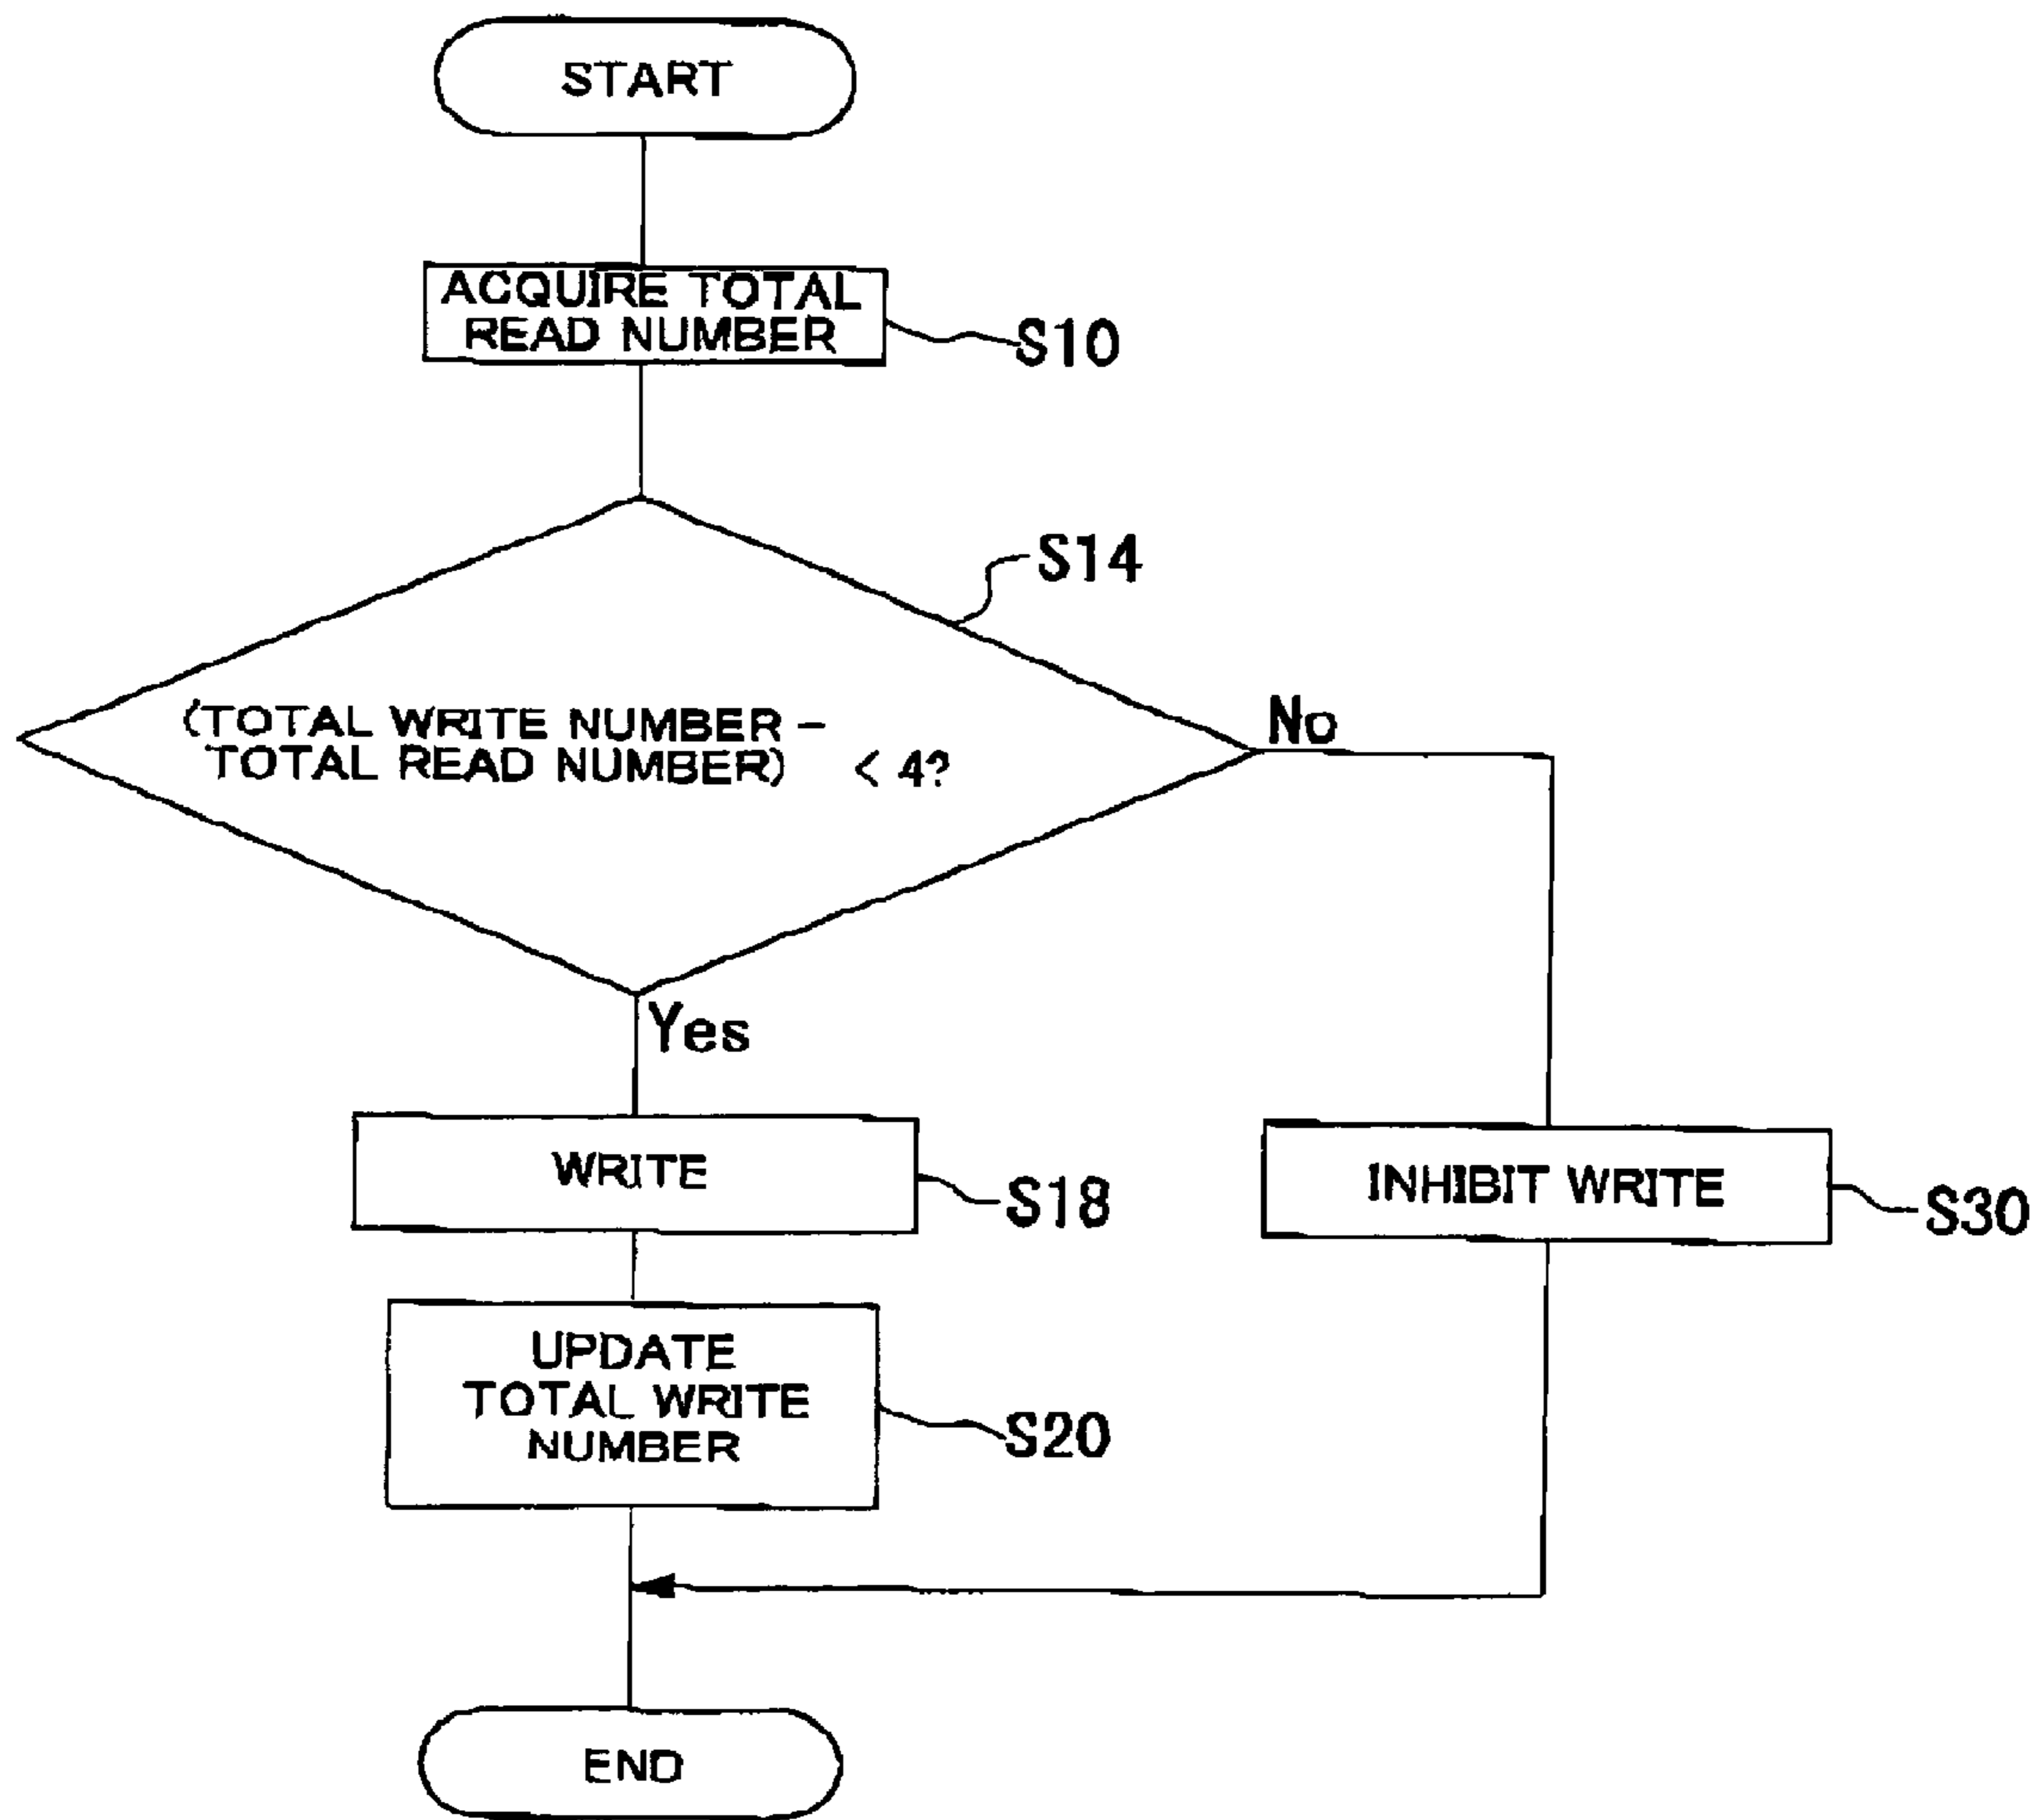 START
ACQUIRE TOTAL
READ NUMBER
S10
S14
(TOTAL WRITE NUMBER –
TOTAL READ NUMBER) < 4?
No
Yes
WRITE
S18
INHIBIT WRITE
S30
UPDATE
TOTAL WRITE
NUMBER
S20
END